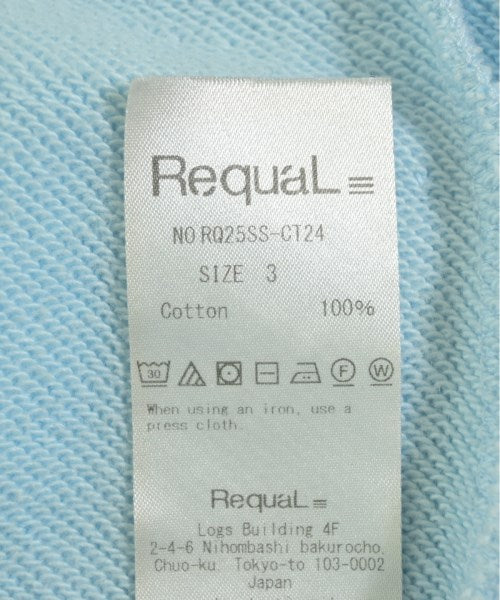 RequaL≡
NO RQ25SS-CT24
SIZE 3
Cotton 100%
30 F W
When using an iron, use a
press cloth.
RequaL≡
Logs Building 4F
2-4-6 Nihombashi bakurocho,
Chuo-ku Tokyo-to 103-0002
Japan